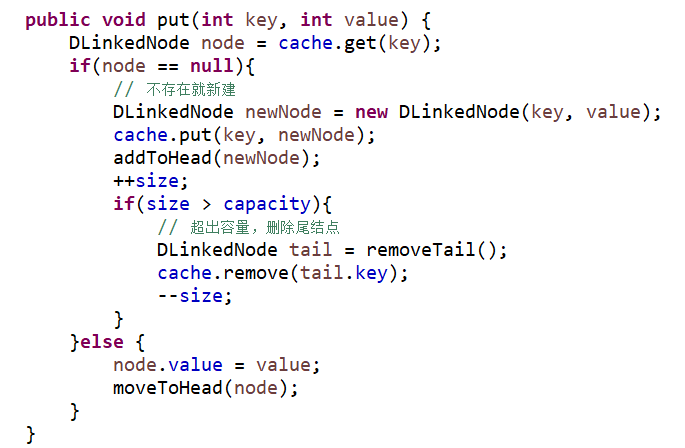 public void put(int key, int value) {
    DLinkedNode node = cache.get(key);
    if(node == null){
        // 不存在就新建
        DLinkedNode newNode = new DLinkedNode(key, value);
        cache.put(key, newNode);
        addToHead(newNode);
        ++size;
        if(size > capacity){
            // 超出容量，删除尾结点
            DLinkedNode tail = removeTail();
            cache.remove(tail.key);
            --size;
        }
    }else {
        node.value = value;
        moveToHead(node);
    }
}